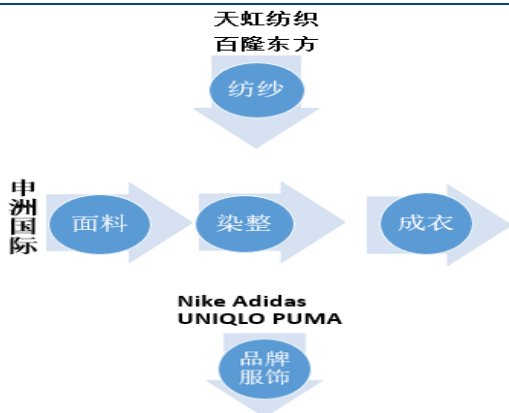 天虹纺织
百隆东方
纺纱
申洲国际
面料
染整
成衣
Nike Adidas
UNIQLO PUMA
品牌
服饰